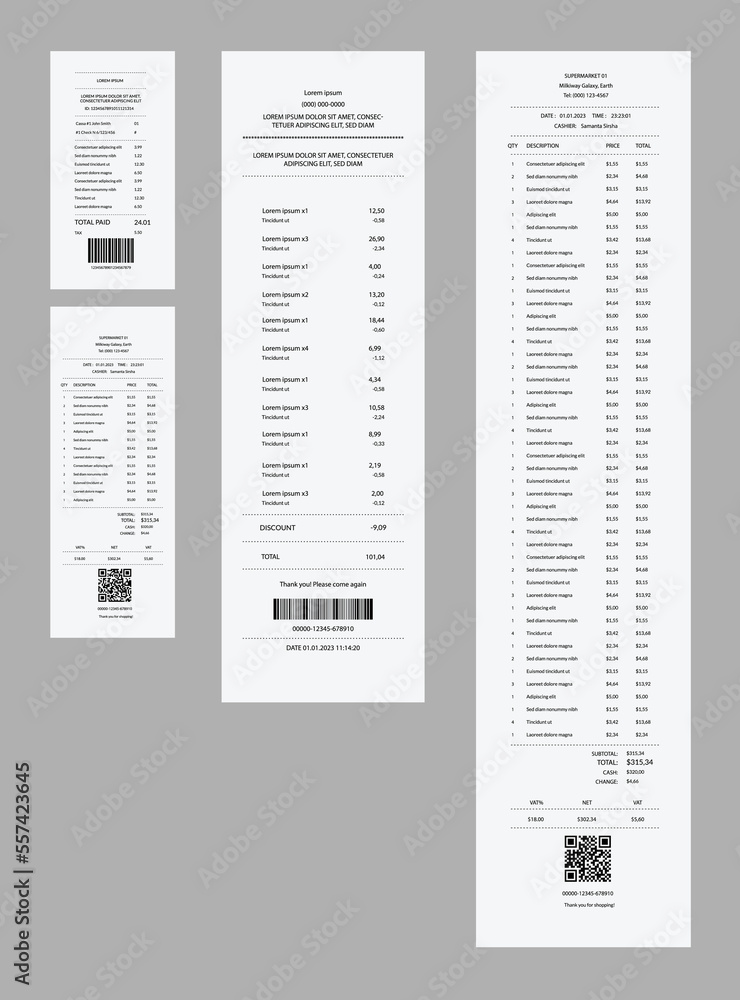 LOREM IPSUM
LOREM IPSUM DOLOR SIT AMET,
CONSECTETUER ADIPISCING ELIT
ID: 12345678910111213 14
Casse #1 John Smith 01
#1 Check N:6/123/456 #
Consectetuer adipiscing elit 3.99
Sed diam nonummy nibh 1.22
Euismod tincidunt ut 12.30
Laoreet dolore magna 6.50
Consectetuer adipiscing elit 3.99
Sed diam nonummy nibh 1.22
Tincidunt ut 12.30
Laoreet dolore magna 6.50
TOTAL PAID 24.01
TAX 5.50
SUPERMARKET 01
Milkiway Galaxy, Earth
Tel: (000) 123-4567
DATE : 01.01.2023 TIME : 23:23:01
CASHIER: Samanta Sirsha
QTY DESCRIPTION PRICE TOTAL
1 Consectetuer adipiscing elit $1,55 $1,55
2 Sed diam nonummy nibh $2,34 $4,68
1 Euismod tincidunt ut $3,15 $3,15
3 Laoreet dolore magna $4,64 $13,92
1 Adipiscing elit $5,00 $5,00
1 Sed diam nonummy nibh $1,55 $1,55
4 Tincidunt ut $3,42 $13,68
1 Laoreet dolore magna $2,34 $2,34
1 Consectetuer adipiscing elit $1,55 $1,55
2 Sed diam nonummy nibh $2,34 $4,68
1 Euismod tincidunt ut $3,15 $3,15
3 Laoreet dolore magna $4,64 $13,92
1 Adipiscing elit $5,00 $5,00
SUBTOTAL: $315,34
TOTAL: $315,34
CASH: $320,00
CHANGE: $4,66
VAT% NET VAT
$18.00 $302.34 $5,60
00000-12345-678910
Thank you for shopping!
Lorem ipsum
(000) 000-0000
LOREM IPSUM DOLOR SIT AMET, CONSEC-
TETUER ADIPISCING ELIT, SED DIAM
LOREM IPSUM DOLOR SIT AMET, CONSECTETUER
ADIPISCING ELIT, SED DIAM
Lorem ipsum x1 12,50
Tincidunt ut -0,58
Lorem ipsum x3 26,90
Tincidunt ut -2,34
Lorem ipsum x1 4,00
Tincidunt ut -0,24
Lorem ipsum x2 13,20
Tincidunt ut -0,12
Lorem ipsum x1 18,44
Tincidunt ut -0,60
Lorem ipsum x4 6,99
Tincidunt ut -1,12
Lorem ipsum x1 4,34
Tincidunt ut -0,58
Lorem ipsum x3 10,58
Tincidunt ut -2,24
Lorem ipsum x1 8,99
Tincidunt ut -0,33
Lorem ipsum x1 2,19
Tincidunt ut -0,58
Lorem ipsum x3 2,00
Tincidunt ut -0,12
DISCOUNT -9,09
TOTAL 101,04
Thank you! Please come again
00000-12345-678910
DATE 01.01.2023 11:14:20
SUPERMARKET 01
Milkiway Galaxy, Earth
Tel: (000) 123-4567
DATE : 01.01.2023 TIME : 23:23:01
CASHIER: Samanta Sirsha
QTY DESCRIPTION PRICE TOTAL
1 Consectetuer adipiscing elit $1,55 $1,55
2 Sed diam nonummy nibh $2,34 $4,68
1 Euismod tincidunt ut $3,15 $3,15
3 Laoreet dolore magna $4,64 $13,92
1 Adipiscing elit $5,00 $5,00
1 Sed diam nonummy nibh $1,55 $1,55
4 Tincidunt ut $3,42 $13,68
1 Laoreet dolore magna $2,34 $2,34
1 Consectetuer adipiscing elit $1,55 $1,55
2 Sed diam nonummy nibh $2,34 $4,68
1 Euismod tincidunt ut $3,15 $3,15
3 Laoreet dolore magna $4,64 $13,92
1 Adipiscing elit $5,00 $5,00
1 Sed diam nonummy nibh $1,55 $1,55
4 Tincidunt ut $3,42 $13,68
1 Laoreet dolore magna $2,34 $2,34
2 Sed diam nonummy nibh $2,34 $4,68
1 Euismod tincidunt ut $3,15 $3,15
3 Laoreet dolore magna $4,64 $13,92
1 Adipiscing elit $5,00 $5,00
1 Sed diam nonummy nibh $1,55 $1,55
4 Tincidunt ut $3,42 $13,68
1 Laoreet dolore magna $2,34 $2,34
1 Consectetuer adipiscing elit $1,55 $1,55
2 Sed diam nonummy nibh $2,34 $4,68
1 Euismod tincidunt ut $3,15 $3,15
3 Laoreet dolore magna $4,64 $13,92
1 Adipiscing elit $5,00 $5,00
1 Sed diam nonummy nibh $1,55 $1,55
4 Tincidunt ut $3,42 $13,68
1 Laoreet dolore magna $2,34 $2,34
1 Consectetuer adipiscing elit $1,55 $1,55
2 Sed diam nonummy nibh $2,34 $4,68
1 Euismod tincidunt ut $3,15 $3,15
3 Laoreet dolore magna $4,64 $13,92
1 Adipiscing elit $5,00 $5,00
1 Sed diam nonummy nibh $1,55 $1,55
4 Tincidunt ut $3,42 $13,68
1 Laoreet dolore magna $2,34 $2,34
2 Sed diam nonummy nibh $2,34 $4,68
1 Euismod tincidunt ut $3,15 $3,15
3 Laoreet dolore magna $4,64 $13,92
1 Adipiscing elit $5,00 $5,00
1 Sed diam nonummy nibh $1,55 $1,55
4 Tincidunt ut $3,42 $13,68
1 Laoreet dolore magna $2,34 $2,34
SUBTOTAL: $315,34
TOTAL: $315,34
CASH: $320,00
CHANGE: $4,66
VAT% NET VAT
$18.00 $302.34 $5,60
00000-12345-678910
Thank you for shopping!
Adobe Stock | #557423645